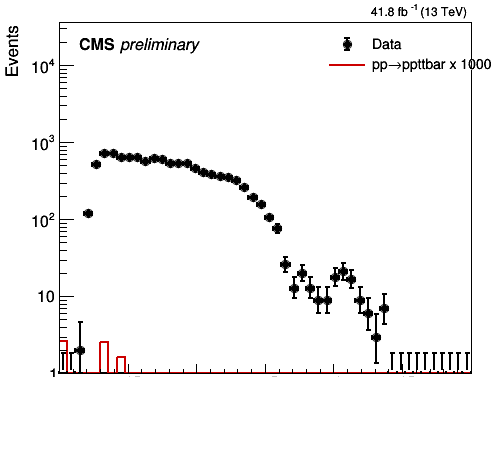 41.8 fb⁻¹ (13 TeV)
Events
CMS preliminary
Data
pp→ppttbar x 1000
10⁴
10³
10²
10
1